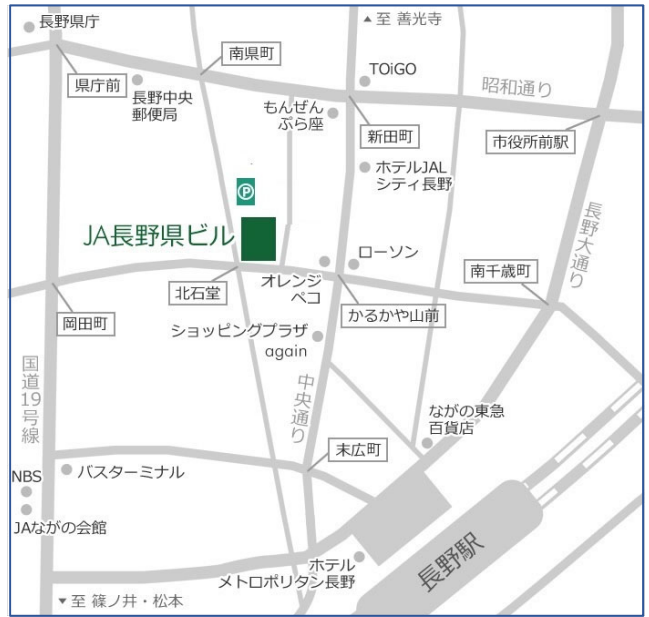 長野県庁
▲至 善光寺
南県町
県庁前
長野中央
郵便局
TOiGO
昭和通り
もんぜん
ぷら座
新田町
市役所前駅
ホテルJAL
シティ長野
P
JA長野県ビル
長野大通り
ローソン
オレンジ
ペコ
南千歳町
北石堂
かるかや山前
岡田町
ショッピングプラザ
again
国道19号線
中央通り
ながの東急
百貨店
末広町
NBS
バスターミナル
JAながの会館
長野駅
ホテル
メトロポリタン長野
▼至 篠ノ井・松本